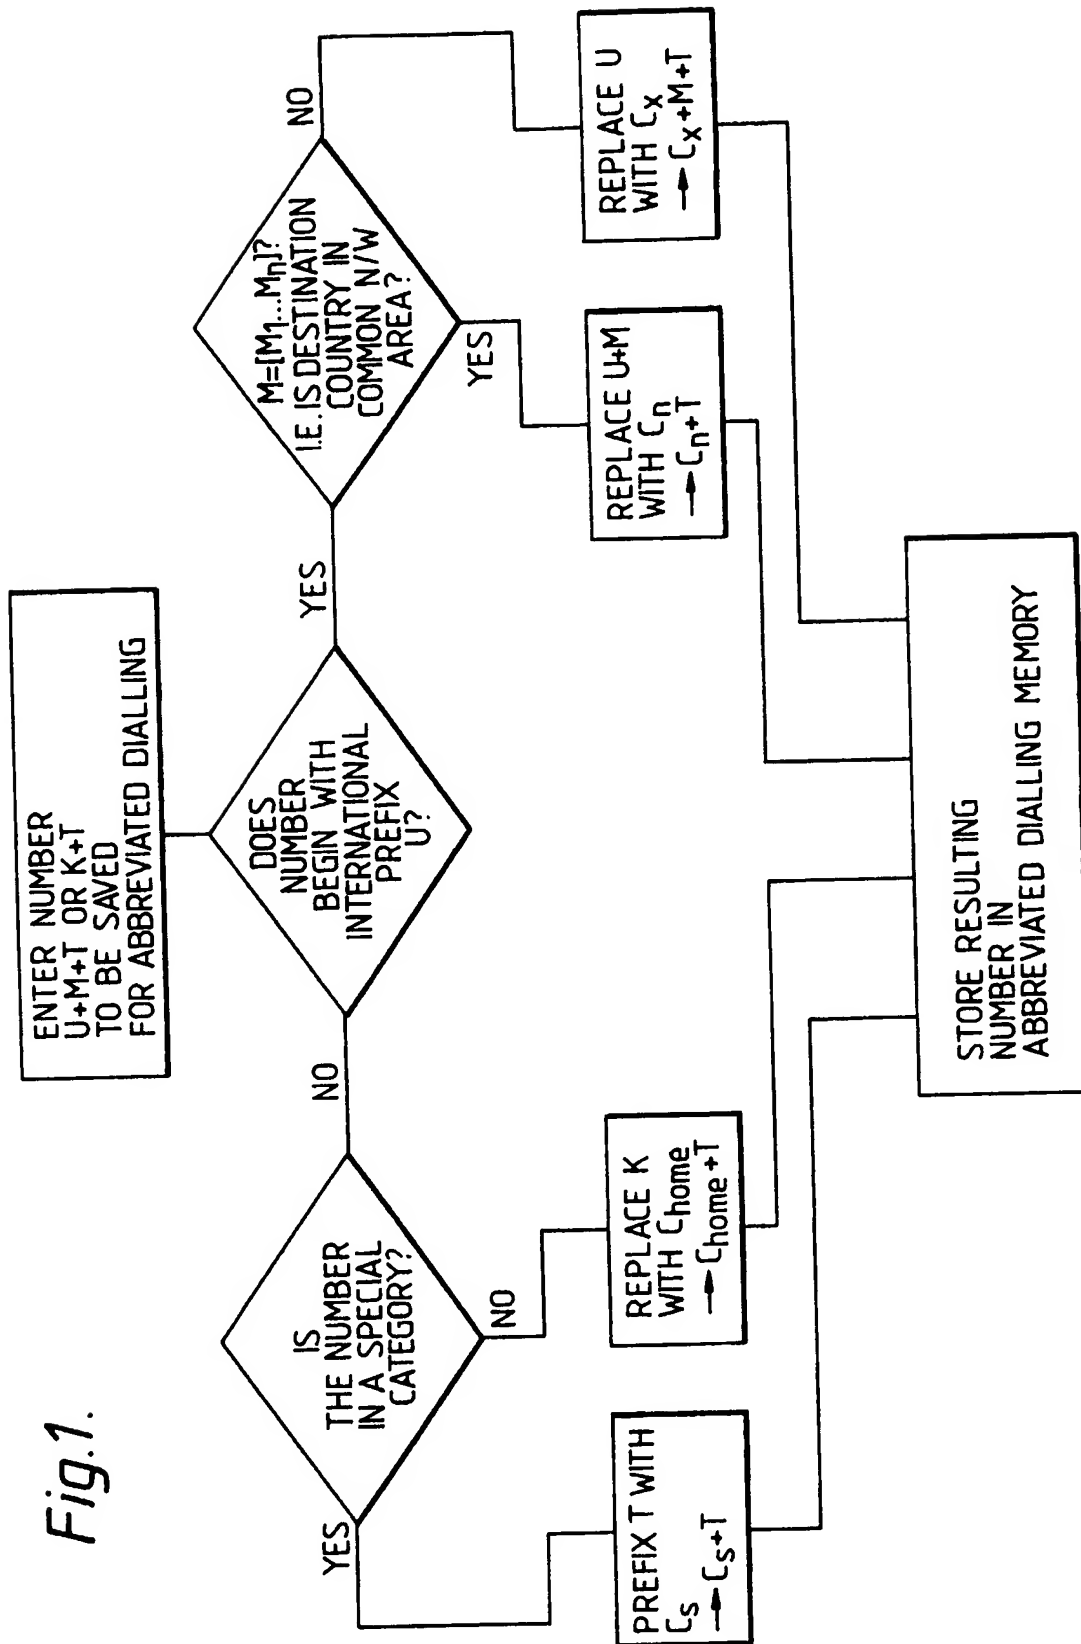 Fig.1.
ENTER NUMBER
U+M+T OR K+T
TO BE SAVED
FOR ABBREVIATED DIALLING
DOES
NUMBER
BEGIN WITH
INTERNATIONAL
PREFIX
U?
NO
YES
IS
THE NUMBER
IN A SPECIAL
CATEGORY?
M=[M1...Mn]?
I.E. IS DESTINATION
COUNTRY IN
COMMON N/W
AREA?
YES
NO
YES
NO
PREFIX T WITH
Cs
→ Cs+T
REPLACE K
WITH Chome
→ Chome+T
REPLACE U+M
WITH Cn
→ Cn+T
REPLACE U
WITH Cx
→ Cx+M+T
STORE RESULTING
NUMBER IN
ABBREVIATED DIALLING MEMORY